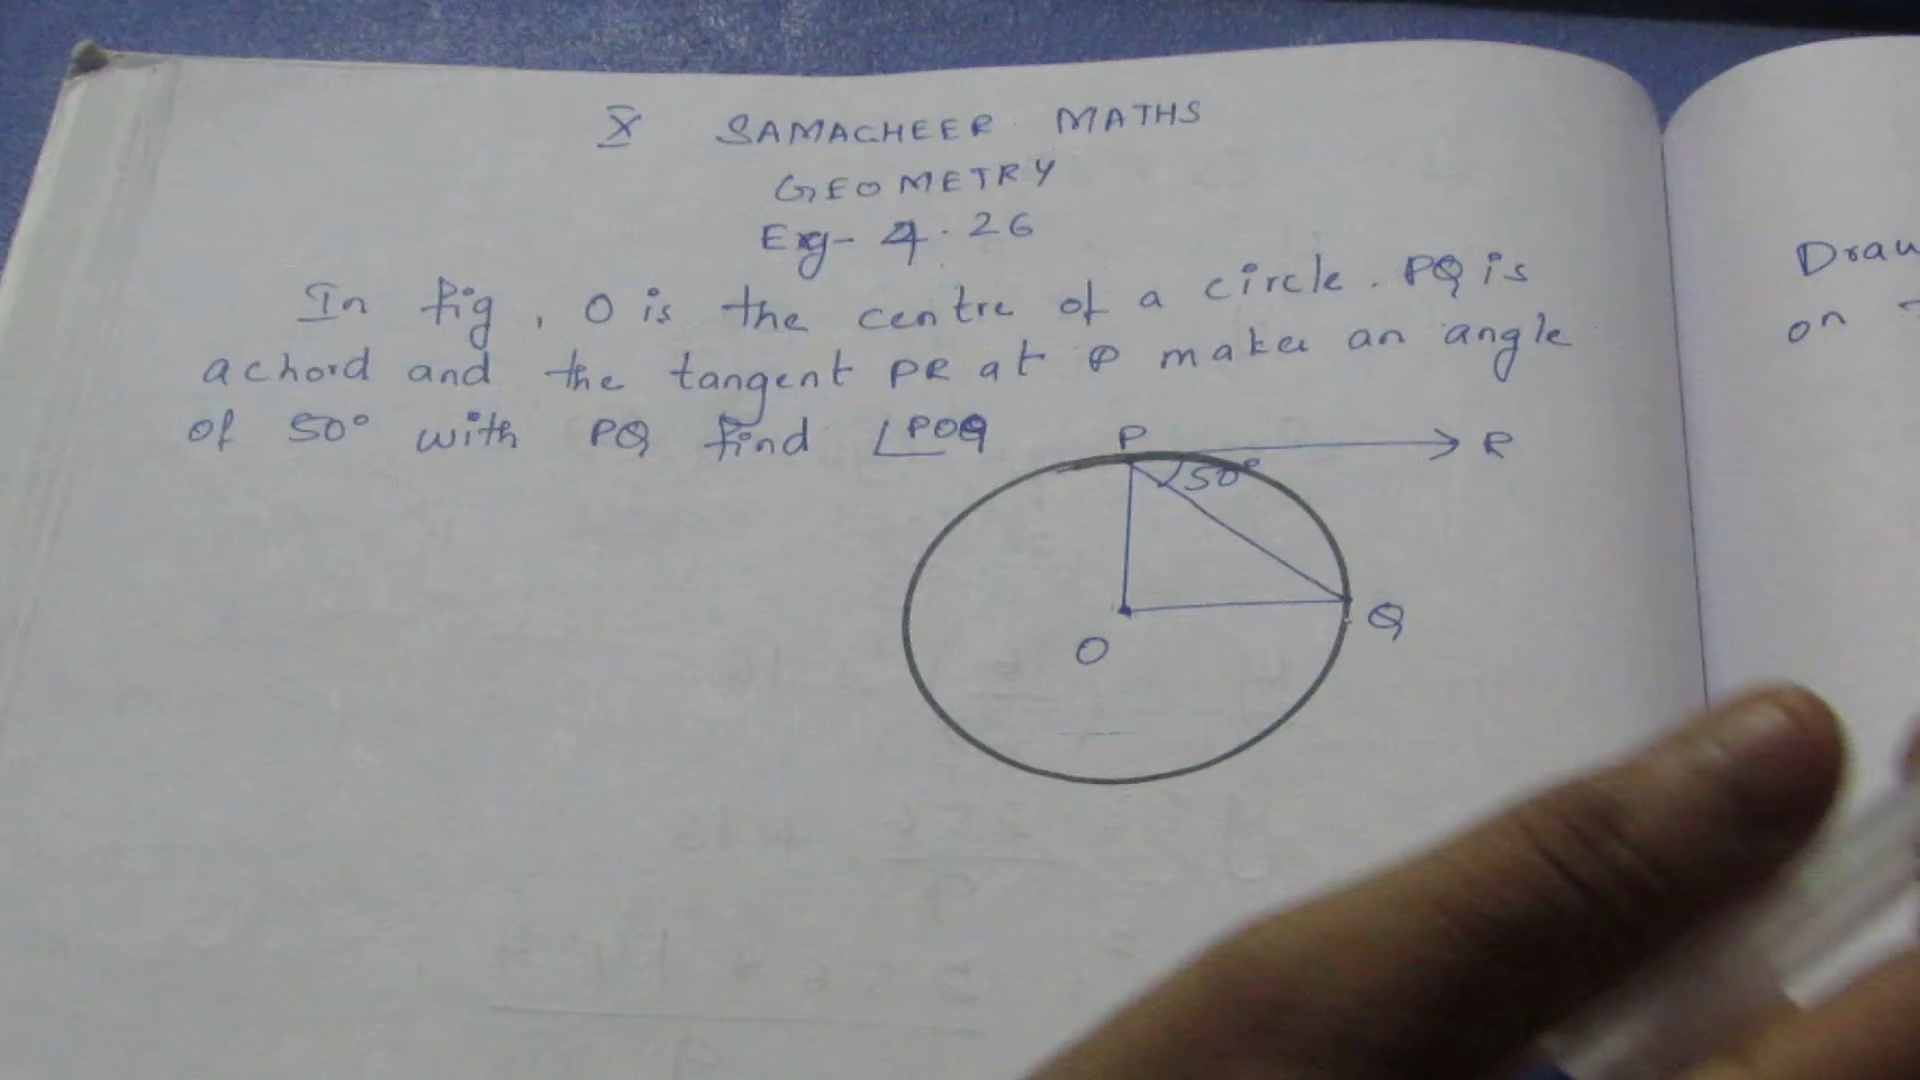 X SAMACHEER MATHS
GEOMETRY
Eg- 4.26
In fig, O is the centre of a circle. PQ is
a chord and the tangent PR at P makes an angle
of 50° with PQ find ∠POQ
P
R
50°
O
Q
Draw
on